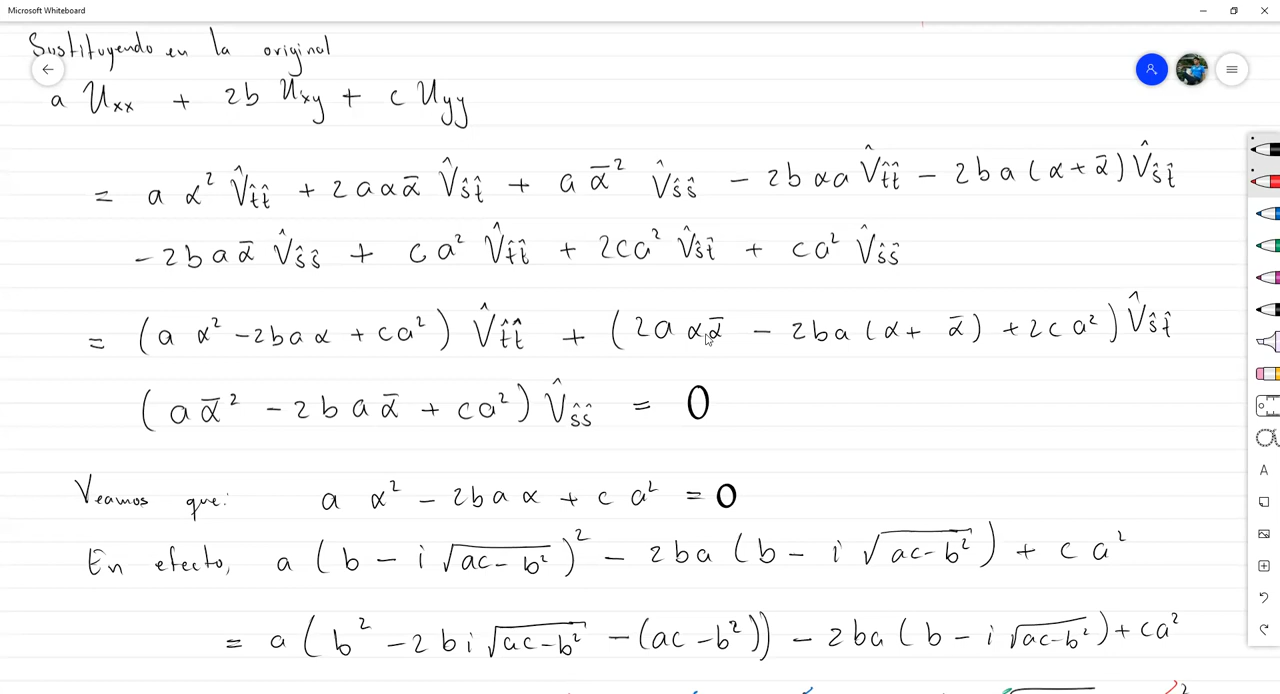 Microsoft Whiteboard
Sustituyendo en la original
a Uxx + 2b Uxy + c Uyy
= a α² V̂t̂t̂ + 2aαᾱ V̂ŝt̂ + aᾱ² V̂ŝŝ − 2bαa V̂t̂t̂ − 2ba(α+ᾱ) V̂ŝt̂
− 2baᾱ V̂ŝŝ + ca² V̂t̂t̂ + 2ca² V̂ŝt̂ + ca² V̂ŝŝ
= (aα² − 2baα + ca²) V̂t̂t̂ + (2aαᾱ − 2ba(α+ᾱ) + 2ca²) V̂ŝt̂
(aᾱ² − 2baᾱ + ca²) V̂ŝŝ = 0
Veamos que: a α² − 2baα + ca² = 0
En efecto, a(b − i√(ac−b²))² − 2ba(b − i√(ac−b²)) + ca²
= a(b² − 2bi√(ac−b²) − (ac−b²)) − 2ba(b − i√(ac−b²)) + ca²